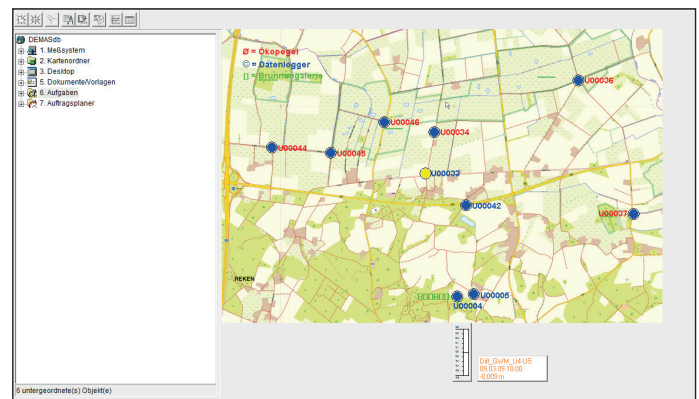 DEMASdb
1. Meßsystem
2. Kartenordner
3. Desktop
5. Dokumente/Vorlagen
6. Aufgaben
7. Auftragsplaner
6 untergeordnete(s) Objekt(e)
Ø = Ökopegel
© = Datenlogger
[] = Brunnengalerie
U00036
U00046
U00034
U00044
U00045
U00033
U00042
U00037
REKEN
U00005
U00004
Diff_GWM_U4-U5:
09.03.09 10:00
-0.009 m